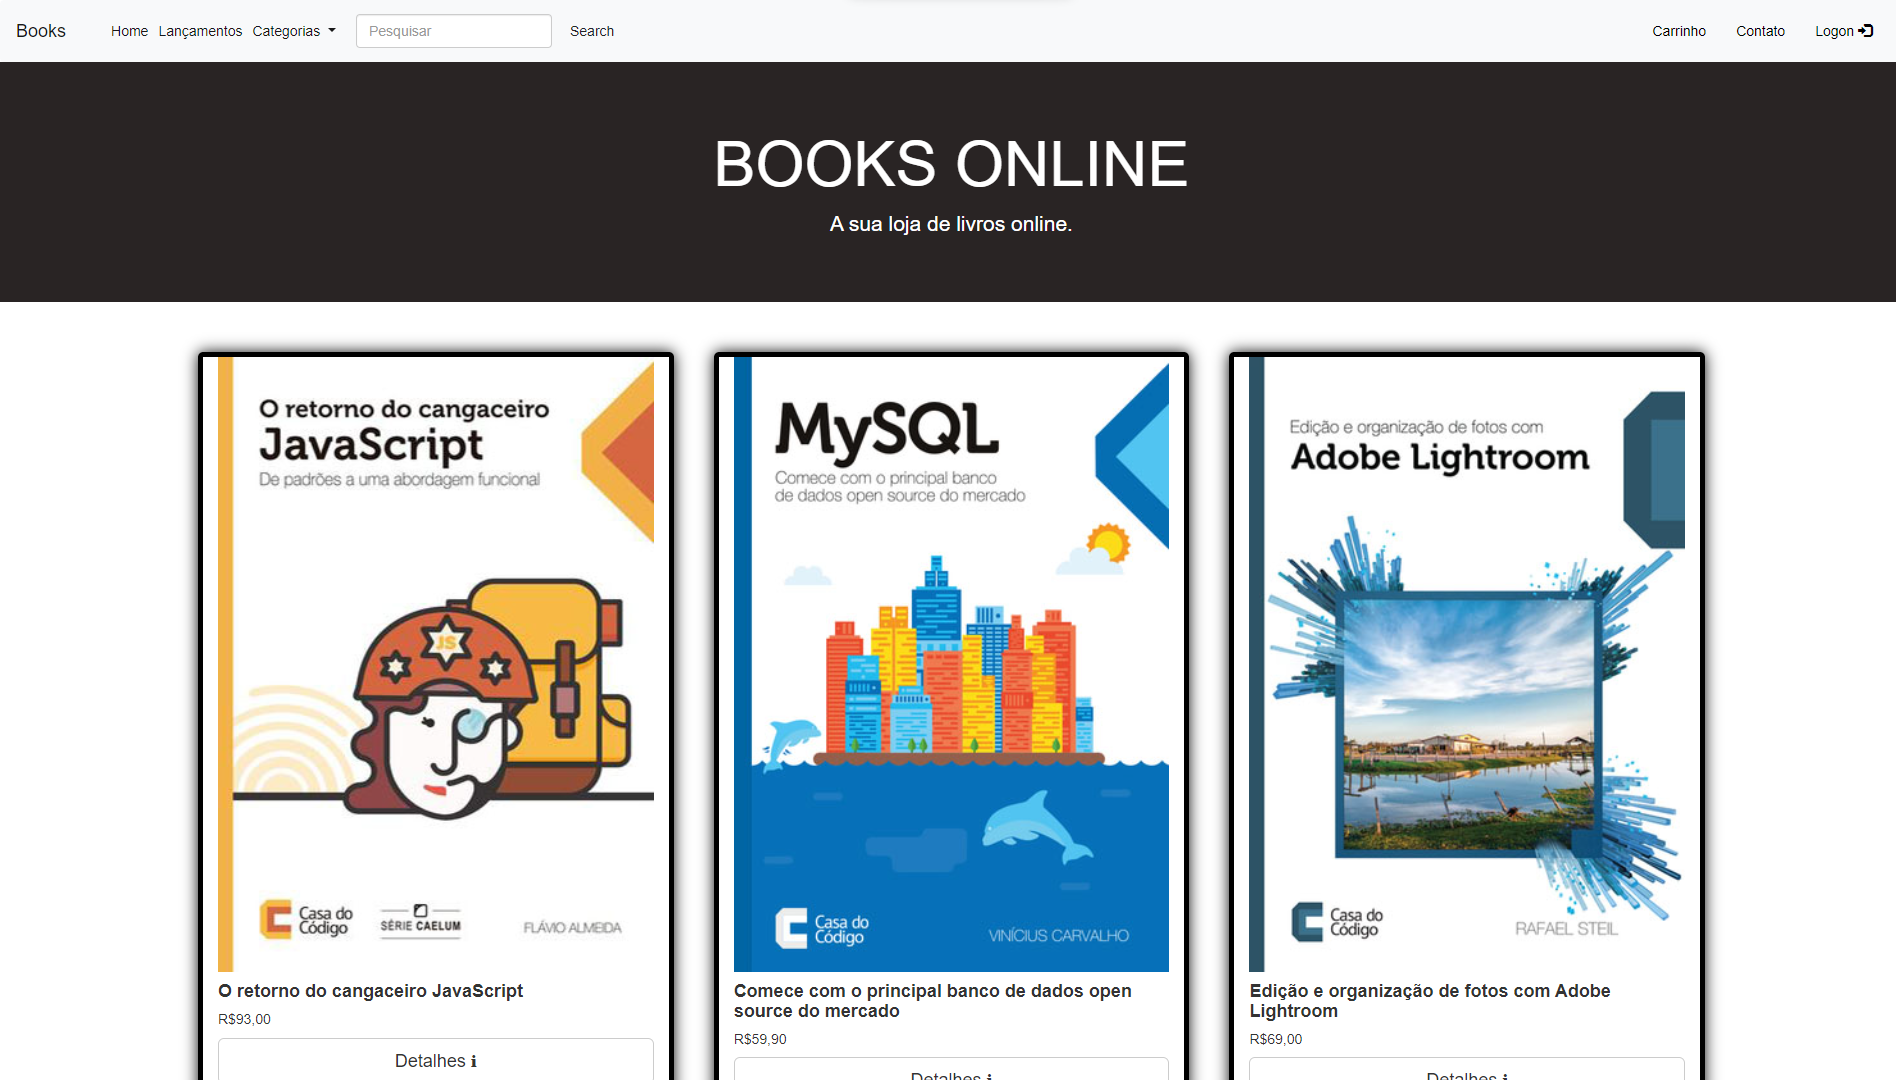 Books Home Lançamentos Categorias Pesquisar Search Carrinho Contato Logon
BOOKS ONLINE
A sua loja de livros online.
O retorno do cangaceiro
JavaScript
De padrões a uma abordagem funcional
JS
Casa do
Código
SÉRIE CAELUM
FLÁVIO ALMEIDA
O retorno do cangaceiro JavaScript
R$93,00
Detalhes
MySQL
Comece com o principal banco
de dados open source do mercado
Casa do
Código
VINÍCIUS CARVALHO
Comece com o principal banco de dados open
source do mercado
R$59,90
Detalhes
Edição e organização de fotos com
Adobe Lightroom
Casa do
Código
RAFAEL STEIL
Edição e organização de fotos com Adobe
Lightroom
R$69,00
Detalhes